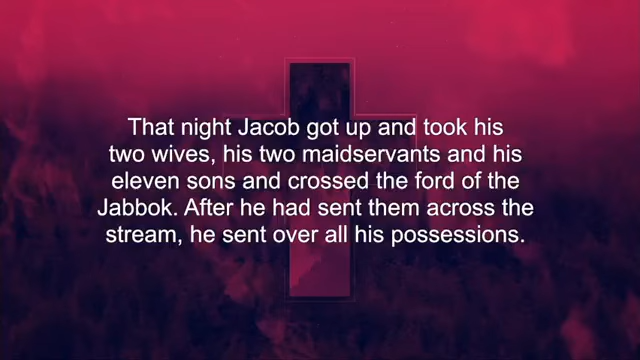 That night Jacob got up and took his
two wives, his two maidservants and his
eleven sons and crossed the ford of the
Jabbok. After he had sent them across the
stream, he sent over all his possessions.